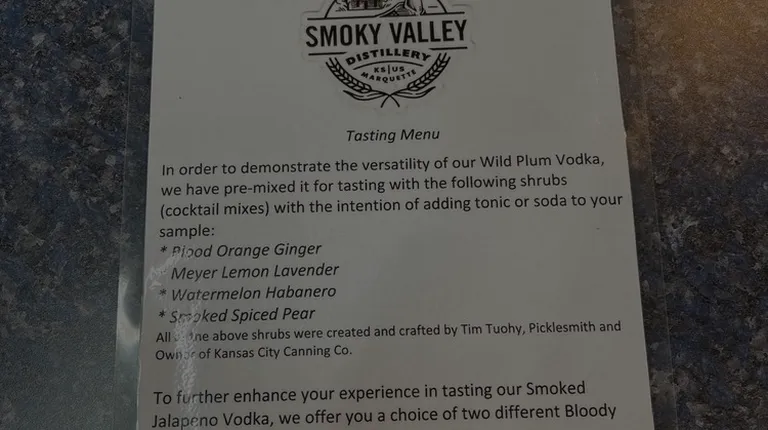 SMOKY VALLEY
DISTILLERY
KS|US
MARQUETTE
Tasting Menu
In order to demonstrate the versatility of our Wild Plum Vodka,
we have pre-mixed it for tasting with the following shrubs
(cocktail mixes) with the intention of adding tonic or soda to your
sample:
* Blood Orange Ginger
Meyer Lemon Lavender
* Watermelon Habanero
* Smoked Spiced Pear
All above shrubs were created and crafted by Tim Tuohy, Picklesmith and
Owner of Kansas City Canning Co.
To further enhance your experience in tasting our Smoked
Jalapeno Vodka, we offer you a choice of two different Bloody